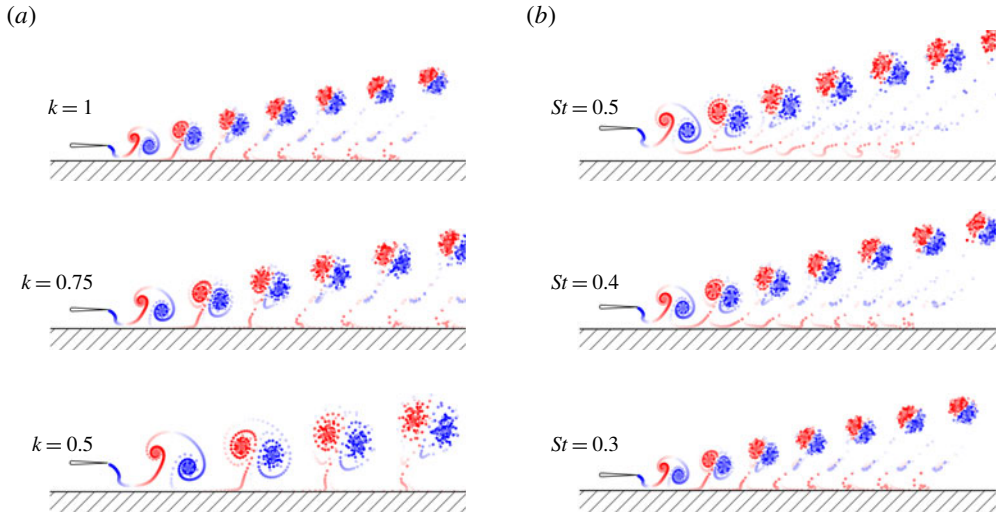 (a)
k = 1
k = 0.75
k = 0.5
(b)
St = 0.5
St = 0.4
St = 0.3